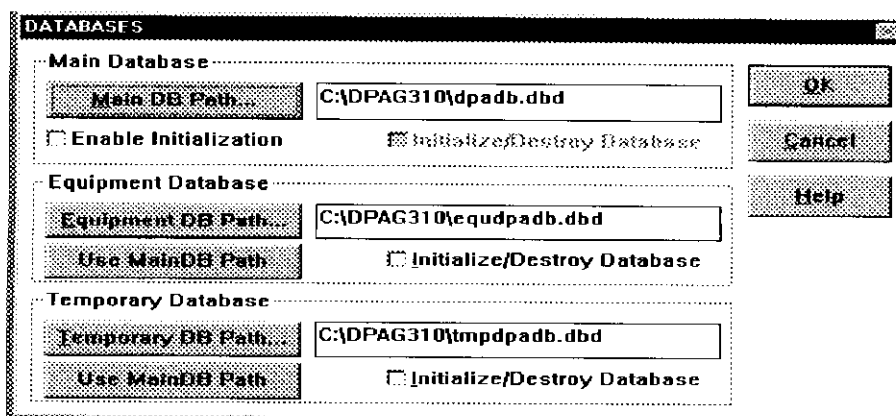 DATABASES
Main Database
Main DB Path...
C:\DPAG310\dpadb.dbd
OK
Enable Initialization
Initialize/Destroy Database
Cancel
Equipment Database
Help
Equipment DB Path...
C:\DPAG310\equdpadb.dbd
Use MainDB Path
Initialize/Destroy Database
Temporary Database
Temporary DB Path...
C:\DPAG310\tmpdpadb.dbd
Use MainDB Path
Initialize/Destroy Database